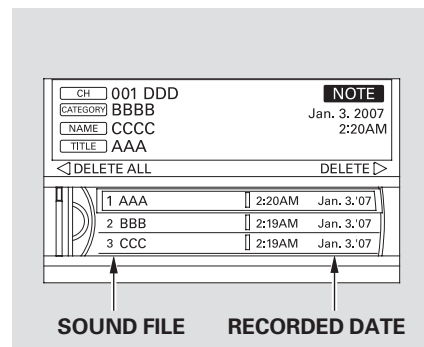 CH 001 DDD NOTE
CATEGORY BBBB Jan. 3. 2007
NAME CCCC 2:20AM
TITLE AAA
◁DELETE ALL DELETE▷
1 AAA 2:20AM Jan. 3.'07
2 BBB 2:19AM Jan. 3.'07
3 CCC 2:19AM Jan. 3.'07
SOUND FILE RECORDED DATE